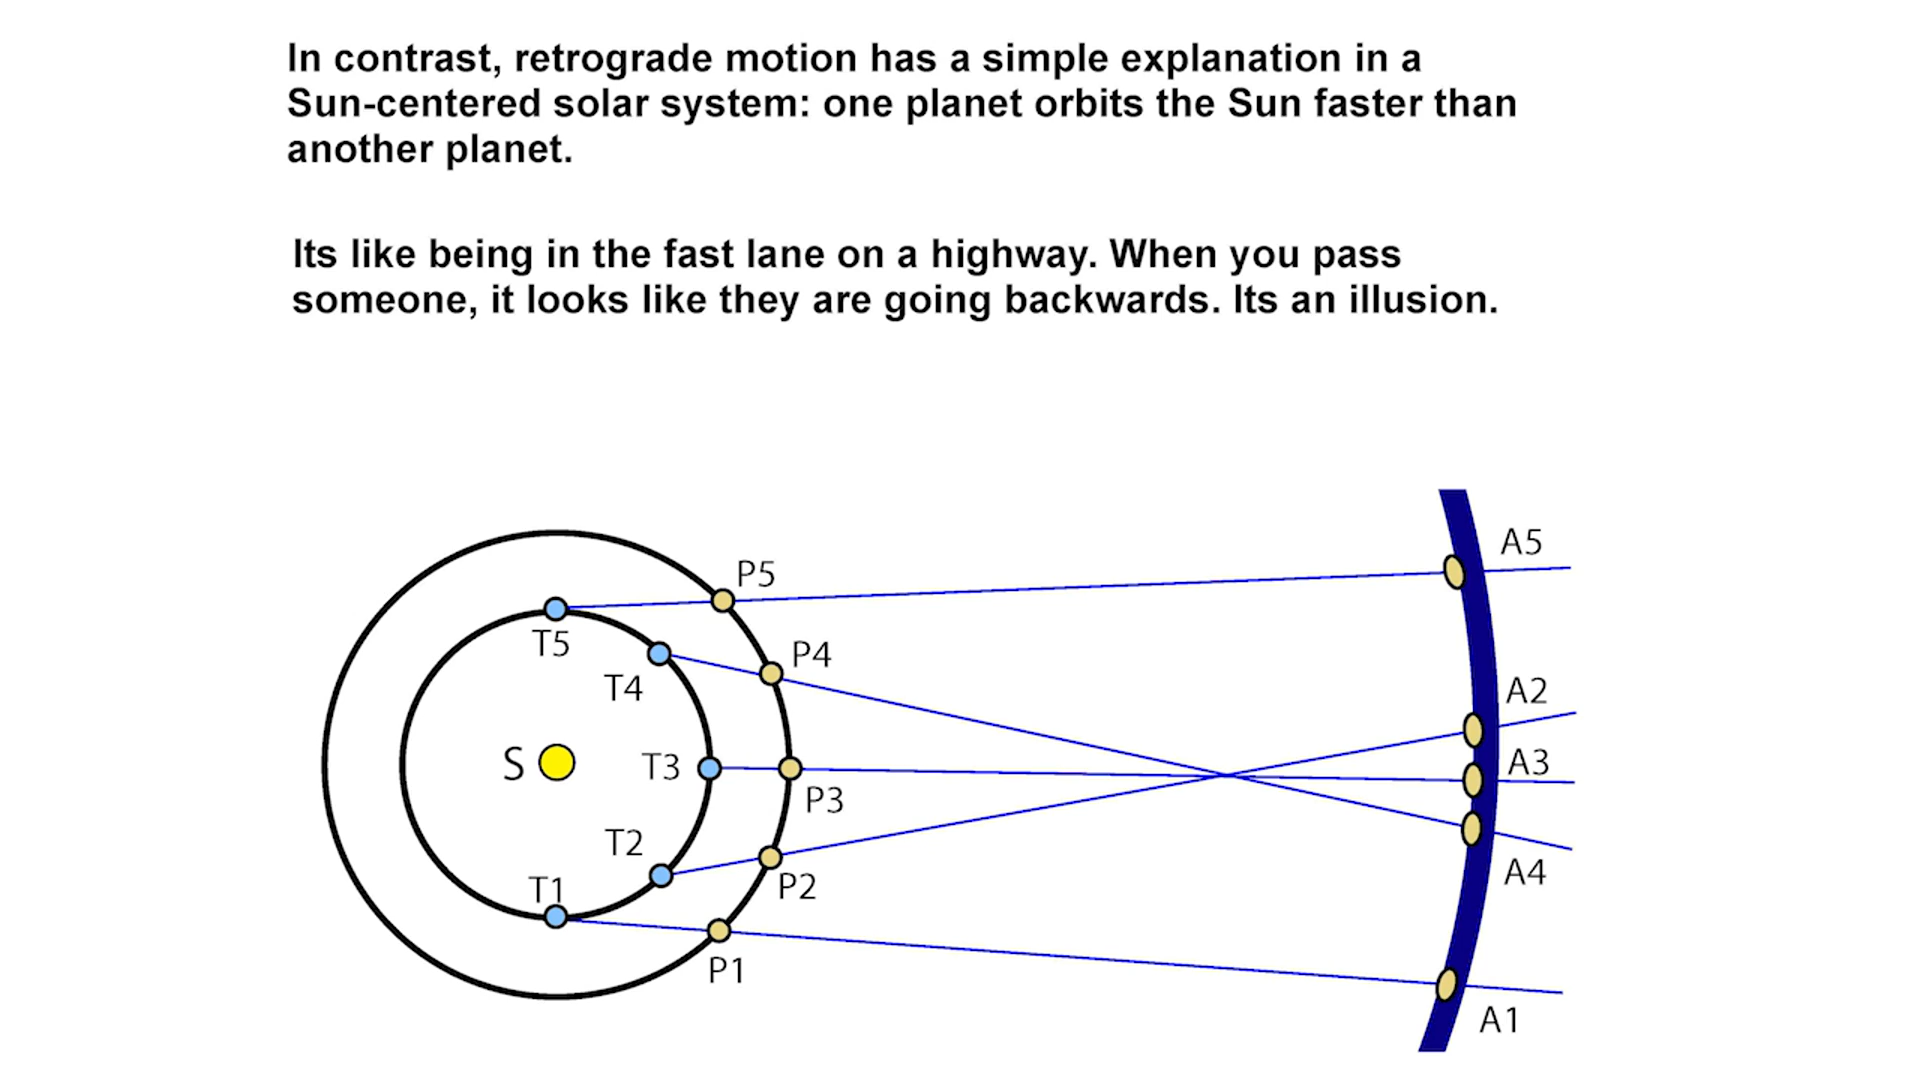 In contrast, retrograde motion has a simple explanation in a
Sun-centered solar system: one planet orbits the Sun faster than
another planet.
Its like being in the fast lane on a highway. When you pass
someone, it looks like they are going backwards. Its an illusion.
A5
P5
T5
P4
T4
A2
S
T3
A3
P3
T2
A4
T1
P2
P1
A1